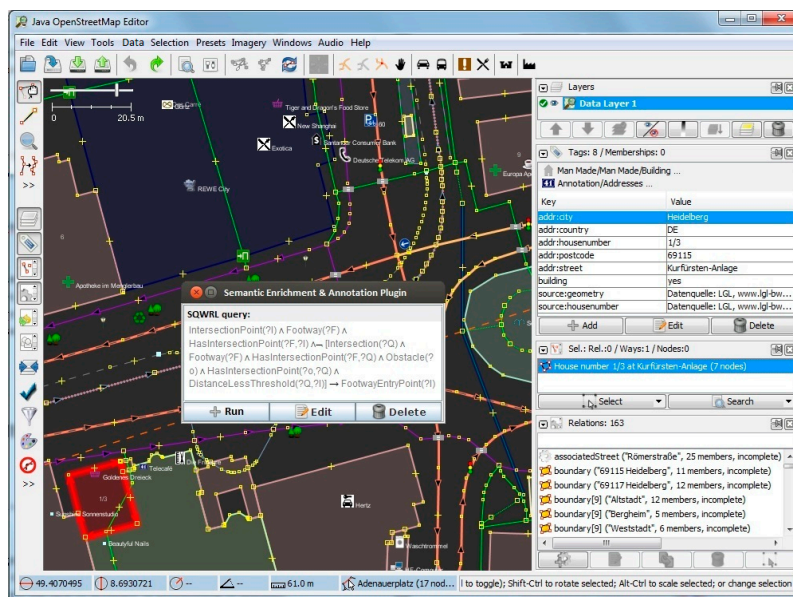 Java OpenStreetMap Editor
File Edit View Tools Data Selection Presets Imagery Windows Audio Help
0 20.5 m
Tiger and Dragon's Food Store
New Shanghai
Exotica
Santander Consumer Bank
Deutsche Telekom AG
REWE City
Europa Ap
Apotheke im Menglerbau
Semantic Enrichment & Annotation Plugin
SQWRL query:
IntersectionPoint(?I) ∧ Footway(?F) ∧
HasIntersectionPoint(?F,?I) ∧¬ [Intersection(?Q) ∧
Footway(?F) ∧ HasIntersectionPoint(?F,?Q) ∧ Obstacle(?
o) ∧ HasIntersectionPoint(?o,?Q) ∧
DistanceLessThreshold(?Q,?I)] → FootwayEntryPoint(?I)
Run Edit Delete
Telecafé
Goldenes Dreieck
1/3
Sunshine Sonnenstudio
Beautyful Nails
Hertz
Waschtrommel
Layers
Data Layer 1
Tags: 8 / Memberships: 0
Man Made/Man Made/Building ...
41 Annotation/Addresses ...
Key Value
addr:city Heidelberg
addr:country DE
addr:housenumber 1/3
addr:postcode 69115
addr:street Kurfürsten-Anlage
building yes
source:geometry Datenquelle: LGL, www.lgl-bw...
source:housenumber Datenquelle: LGL, www.lgl-bw...
Add Edit Delete
Sel.: Rel.:0 / Ways:1 / Nodes:0
House number 1/3 at Kurfürsten-Anlage (7 nodes)
Select Search
Relations: 163
associatedStreet ("Römerstraße", 25 members, incomplete)
boundary ("69115 Heidelberg", 11 members, incomplete)
boundary ("69117 Heidelberg", 12 members, incomplete)
boundary[9] ("Altstadt", 12 members, incomplete)
boundary[9] ("Bergheim", 5 members, incomplete)
boundary[9] ("Weststadt", 6 members, incomplete)
49.4070495 8.6930721 -- -- 61.0 m Adenauerplatz (17 nod... l to toggle); Shift-Ctrl to rotate selected; Alt-Ctrl to scale selected; or change selection